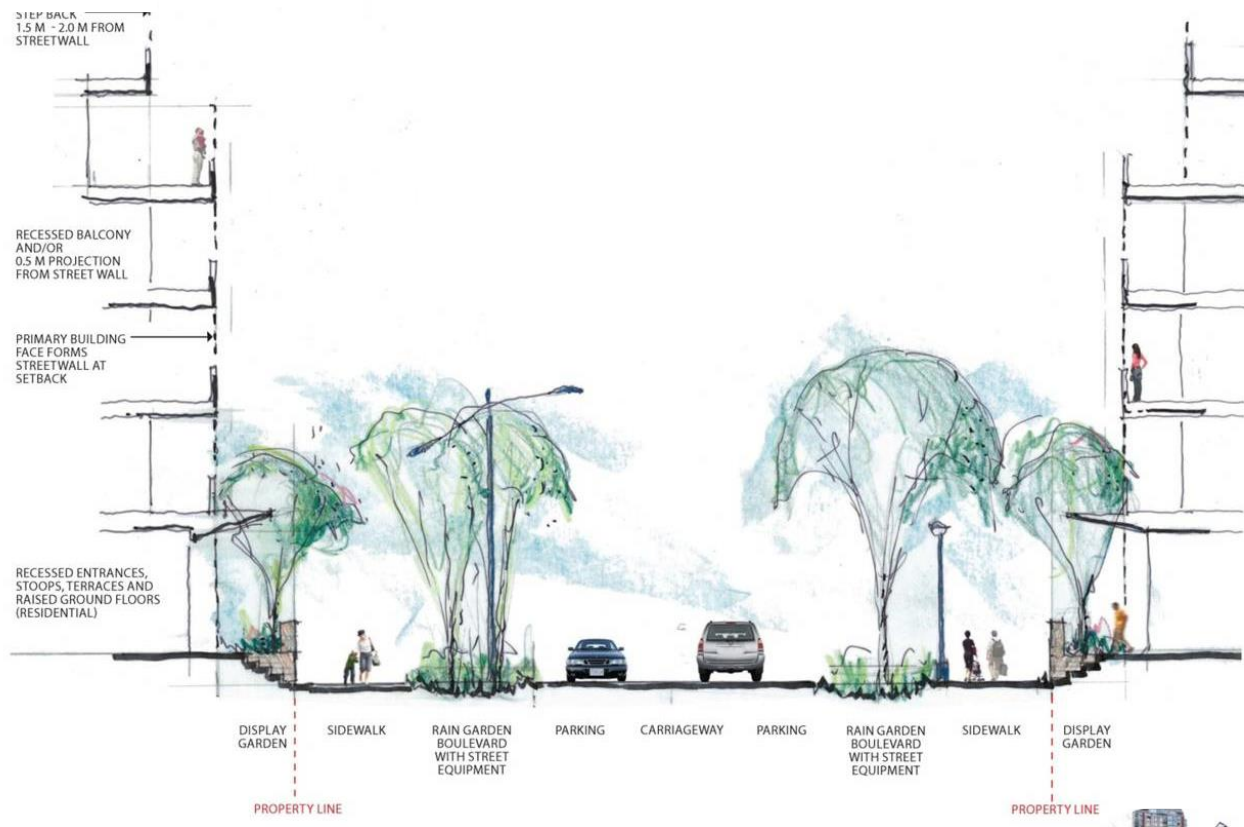 STEP BACK
1.5 M - 2.0 M FROM
STREETWALL
RECESSED BALCONY
AND/OR
0.5 M PROJECTION
FROM STREET WALL
PRIMARY BUILDING
FACE FORMS
STREETWALL AT
SETBACK
RECESSED ENTRANCES,
STOOPS, TERRACES AND
RAISED GROUND FLOORS
(RESIDENTIAL)
DISPLAY
GARDEN
SIDEWALK
RAIN GARDEN
BOULEVARD
WITH STREET
EQUIPMENT
PARKING
CARRIAGEWAY
PARKING
RAIN GARDEN
BOULEVARD
WITH STREET
EQUIPMENT
SIDEWALK
DISPLAY
GARDEN
PROPERTY LINE
PROPERTY LINE